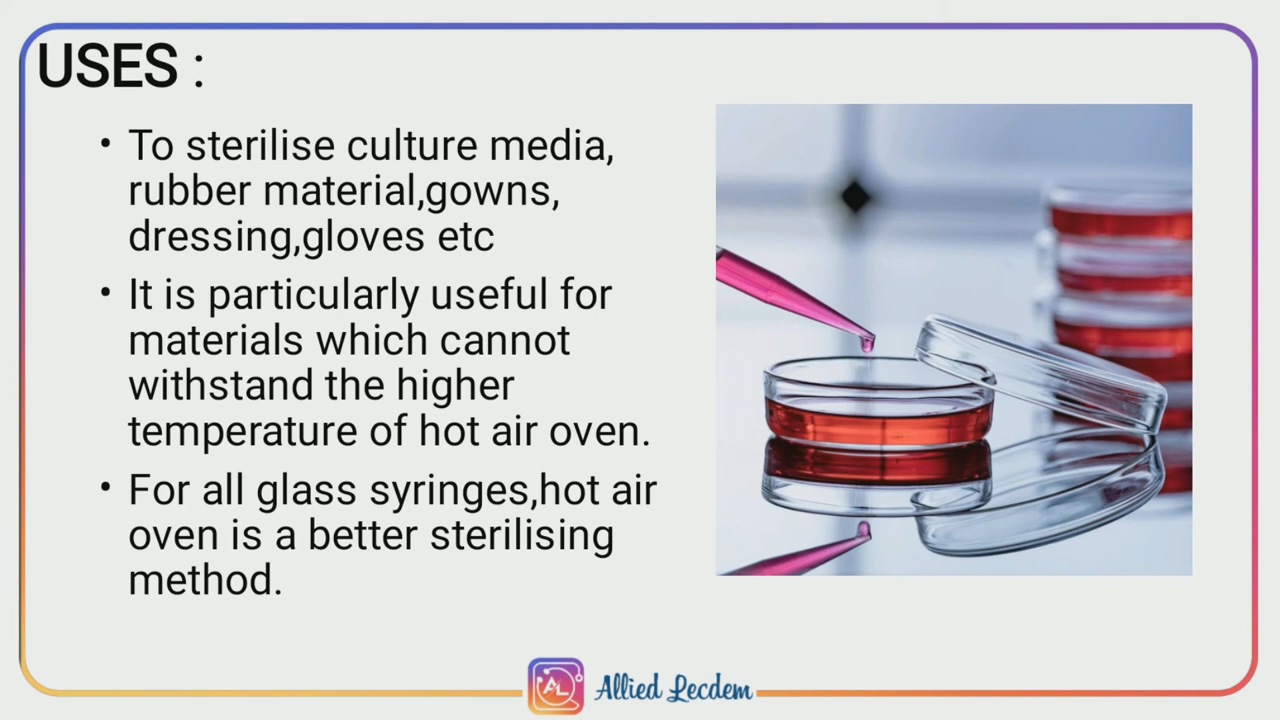 USES :
• To sterilise culture media,
rubber material,gowns,
dressing,gloves etc
• It is particularly useful for
materials which cannot
withstand the higher
temperature of hot air oven.
• For all glass syringes,hot air
oven is a better sterilising
method.
AL
Allied Lecdem